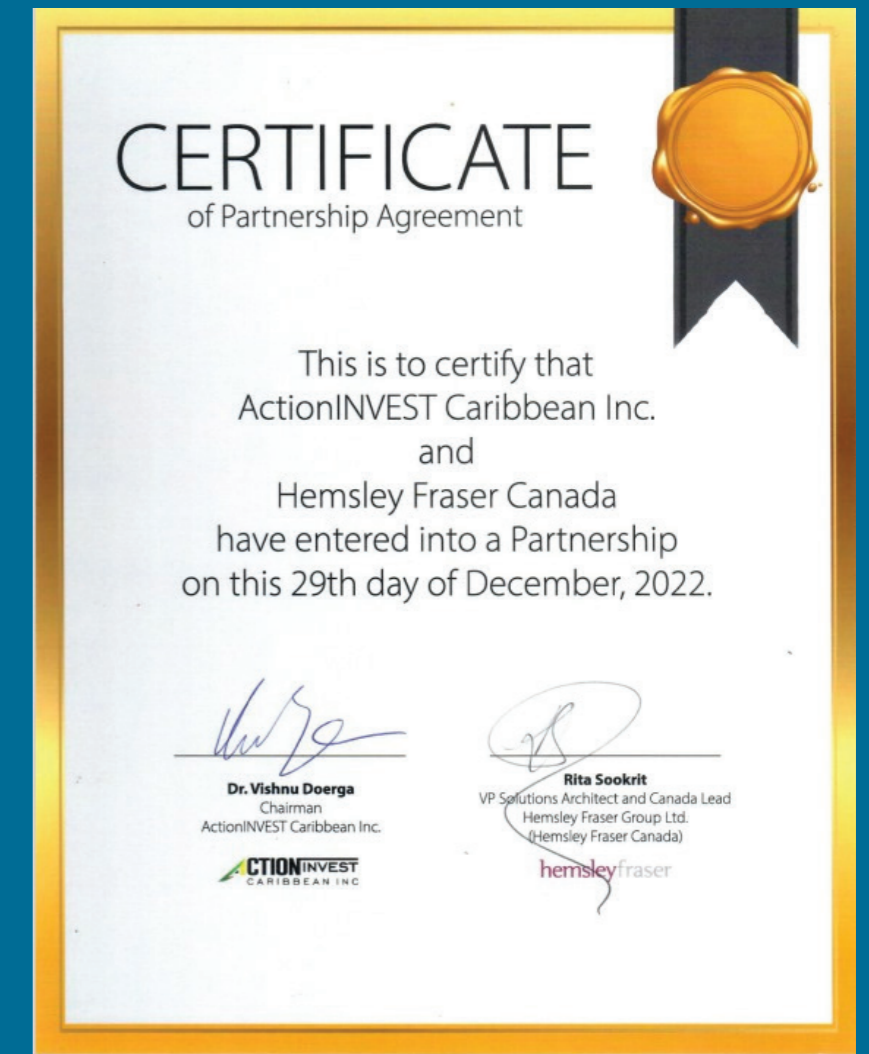 CERTIFICATE
of Partnership Agreement
This is to certify that
ActionINVEST Caribbean Inc.
and
Hemsley Fraser Canada
have entered into a Partnership
on this 29th day of December, 2022.
Dr. Vishnu Doerga
Chairman
ActionINVEST Caribbean Inc.
ACTIONINVEST
CARIBBEAN INC
Rita Sookrit
VP Solutions Architect and Canada Lead
Hemsley Fraser Group Ltd.
(Hemsley Fraser Canada)
hemsleyfraser